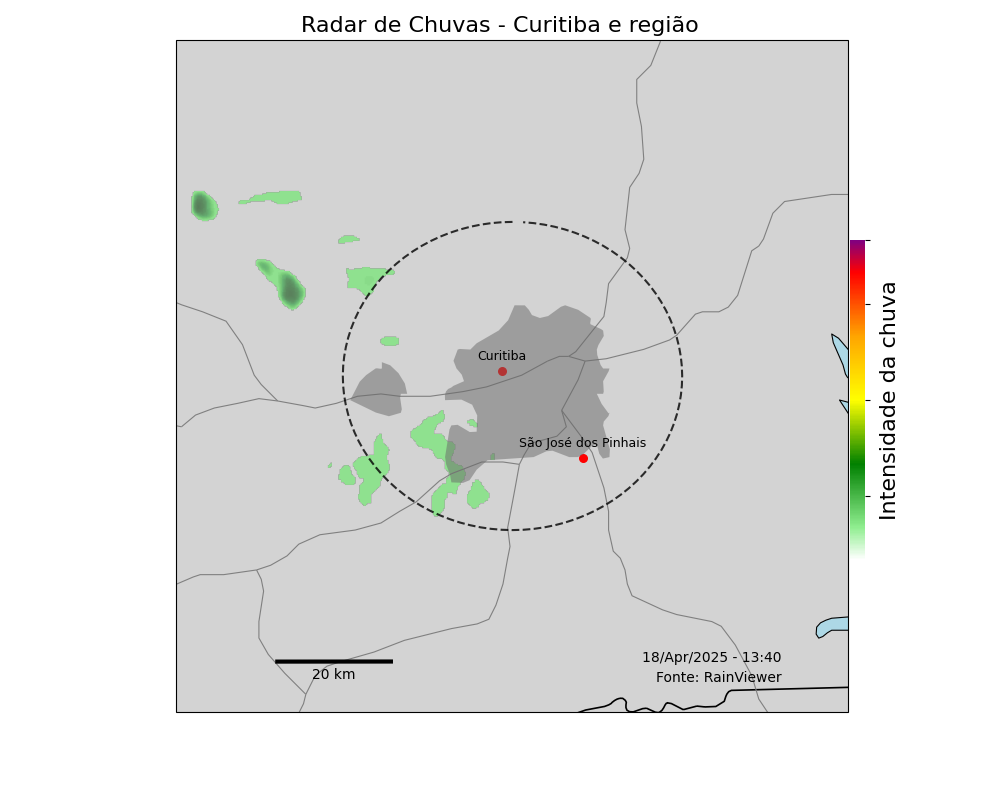 Radar de Chuvas - Curitiba e região
Curitiba
São José dos Pinhais
Intensidade da chuva
18/Apr/2025 - 13:40
20 km
Fonte: RainViewer